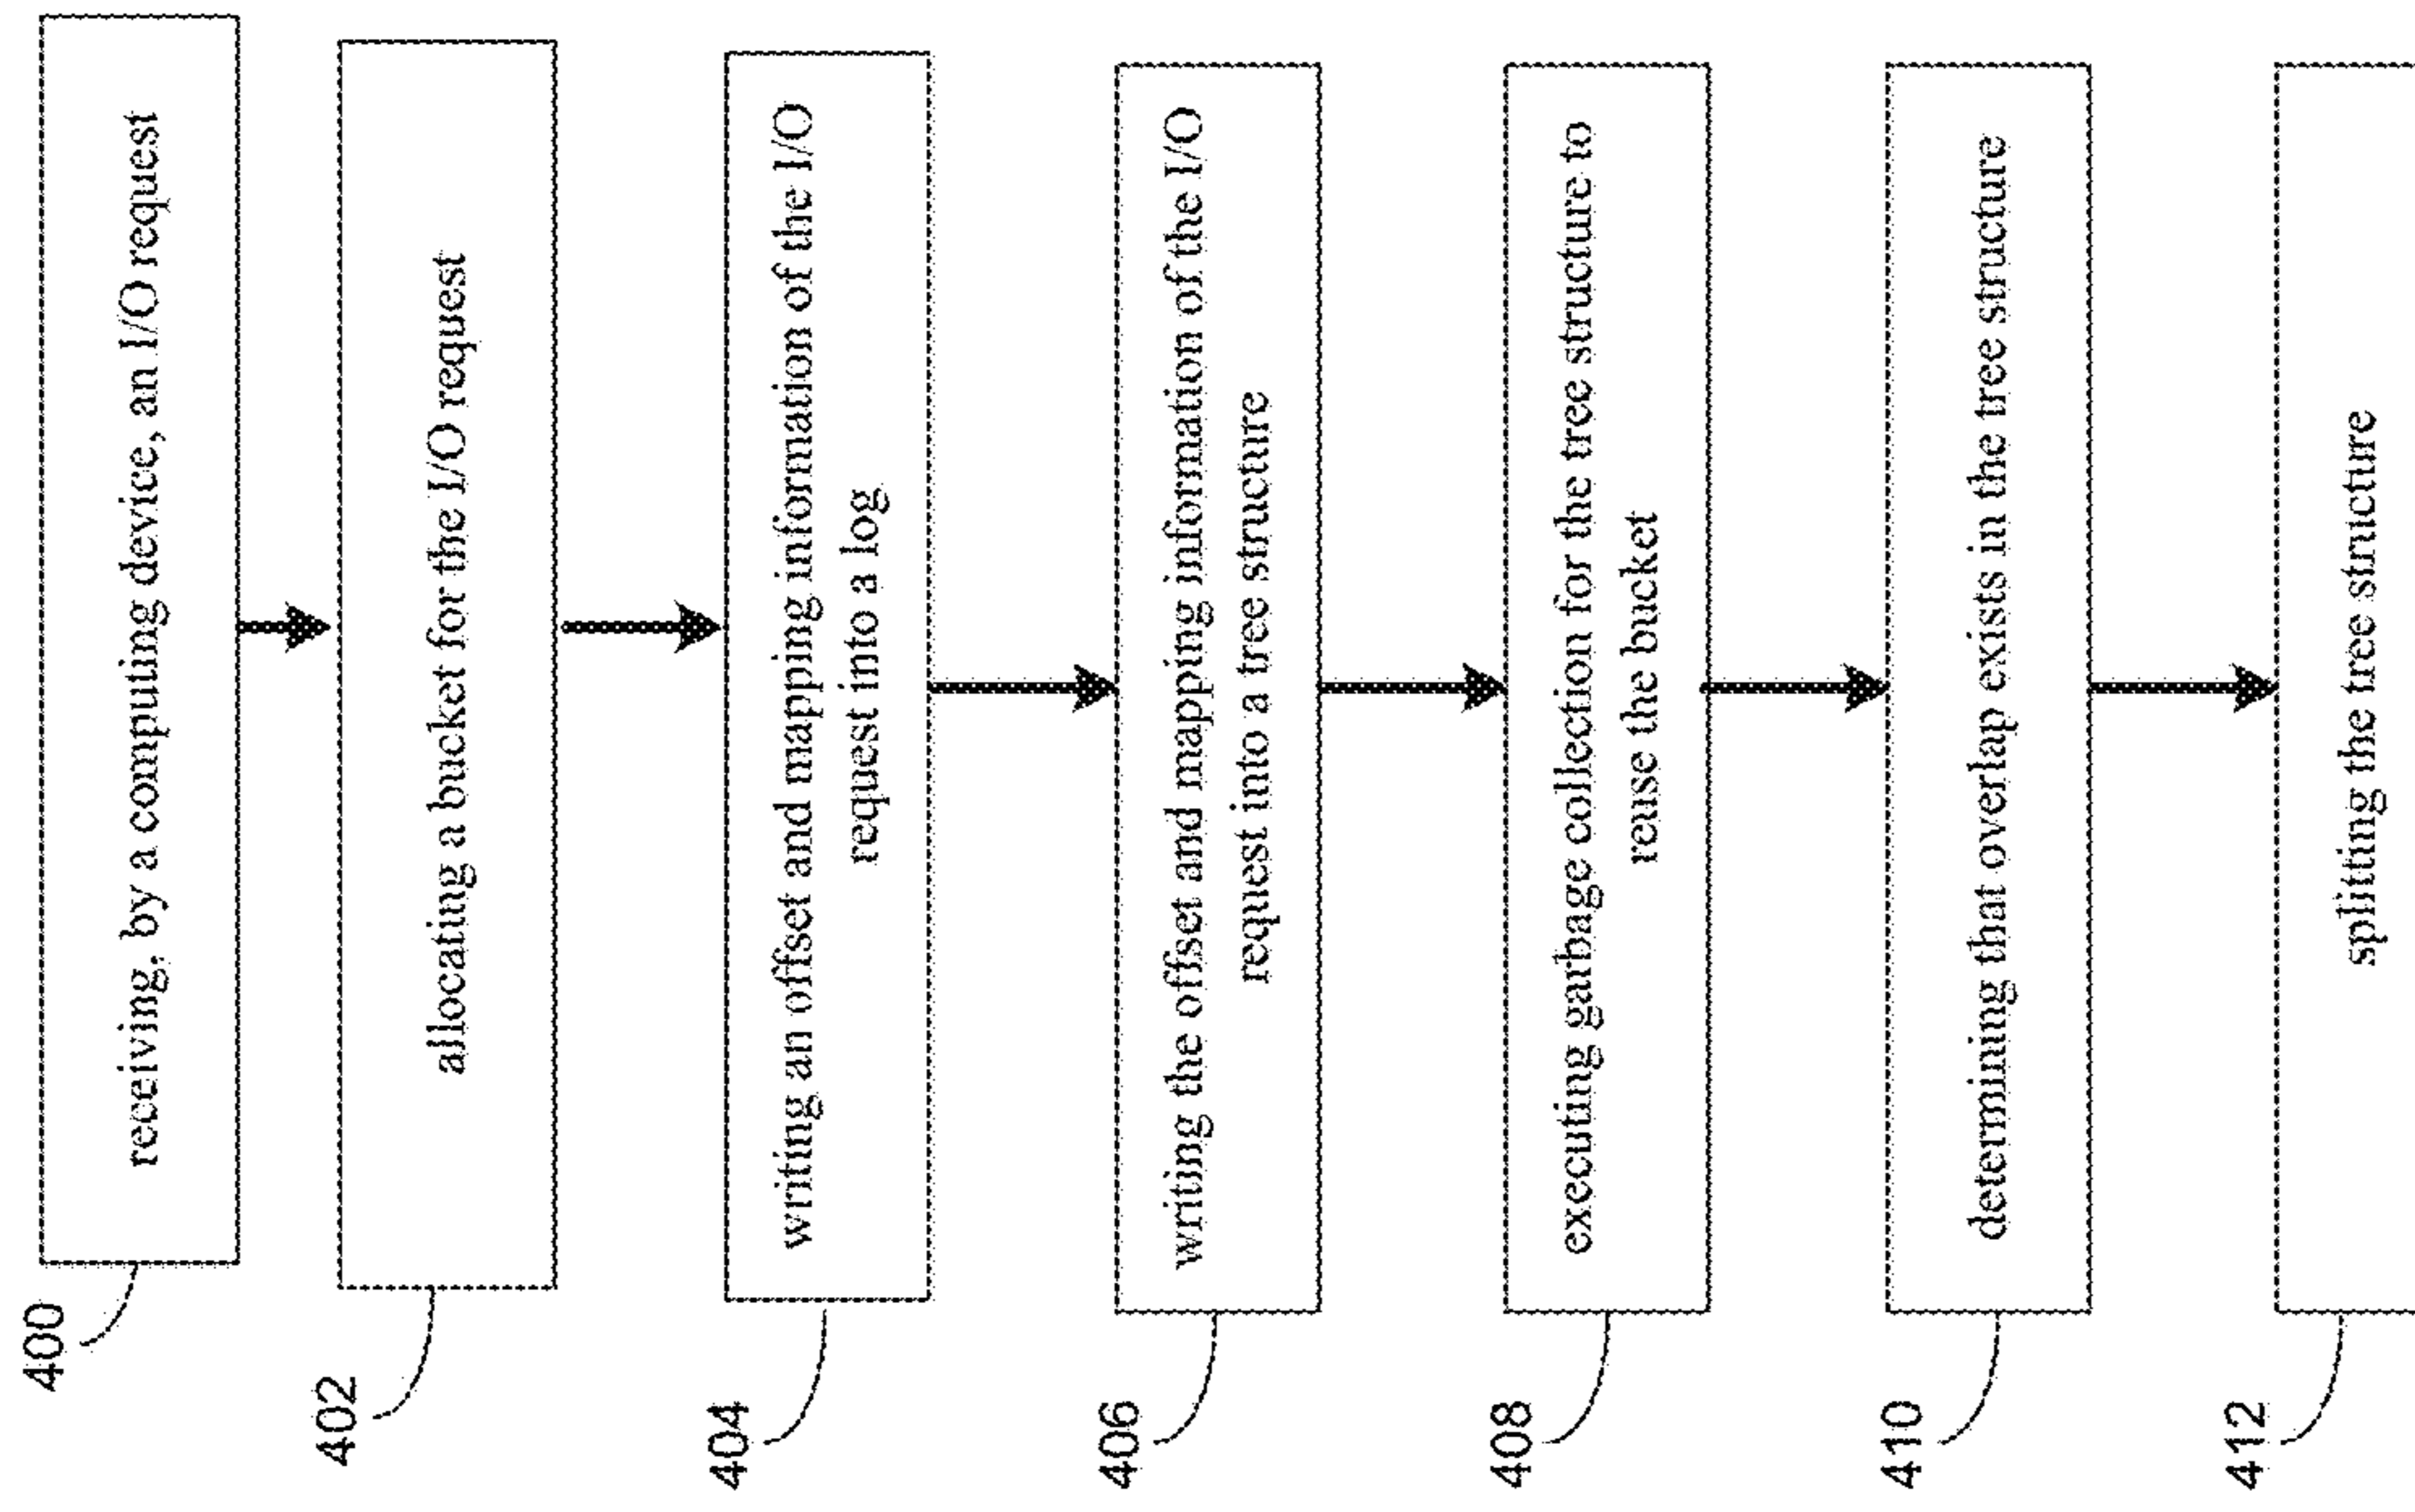 400
receiving, by a computing device, an I/O request
402
allocating a bucket for the I/O request
404
writing an offset and mapping information of the I/O
request into a log
406
writing the offset and mapping information of the I/O
request into a tree structure
408
executing garbage collection for the tree structure to
reuse the bucket
410
determining that overlap exists in the tree structure
412
splitting the tree structure